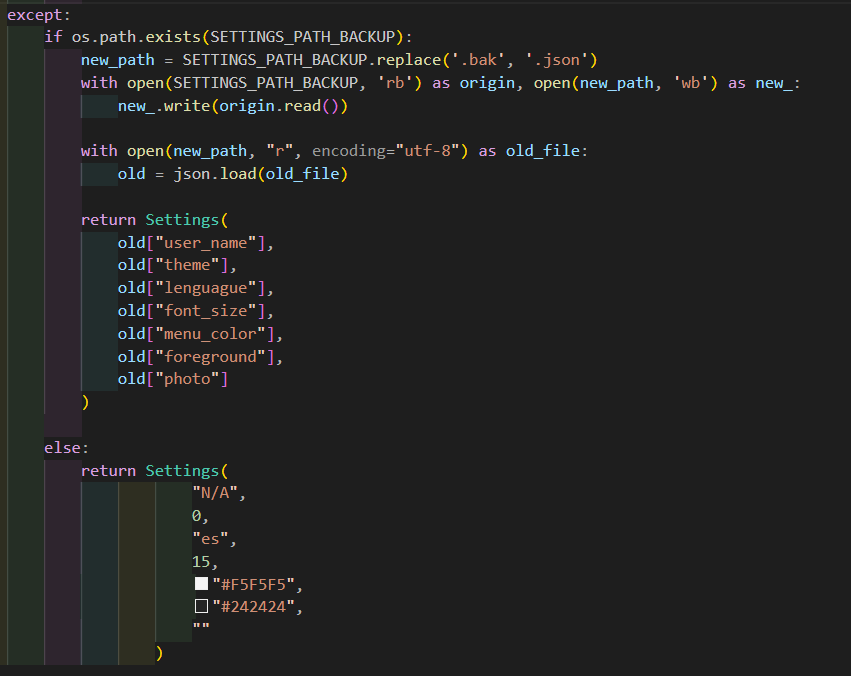 except:
if os.path.exists(SETTINGS_PATH_BACKUP):
new_path = SETTINGS_PATH_BACKUP.replace('.bak', '.json')
with open(SETTINGS_PATH_BACKUP, 'rb') as origin, open(new_path, 'wb') as new_:
new_.write(origin.read())
with open(new_path, "r", encoding="utf-8") as old_file:
old = json.load(old_file)
return Settings(
old["user_name"],
old["theme"],
old["lenguague"],
old["font_size"],
old["menu_color"],
old["foreground"],
old["photo"]
)
else:
return Settings(
"N/A",
0,
"es",
15,
"#F5F5F5",
"#242424",
""
)